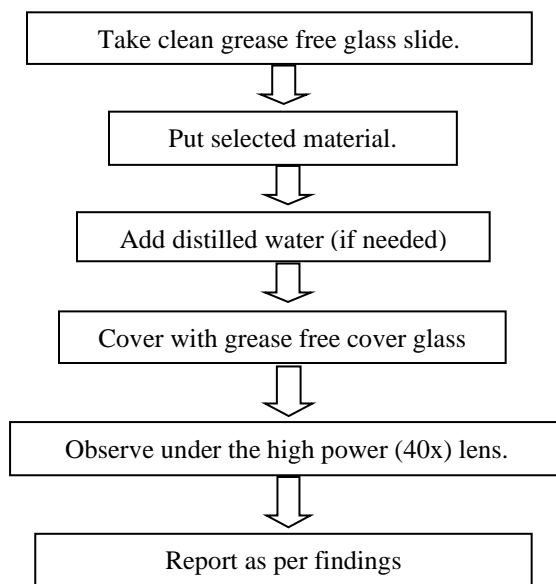 Take clean grease free glass slide.
Put selected material.
Add distilled water (if needed)
Cover with grease free cover glass
Observe under the high power (40x) lens.
Report as per findings